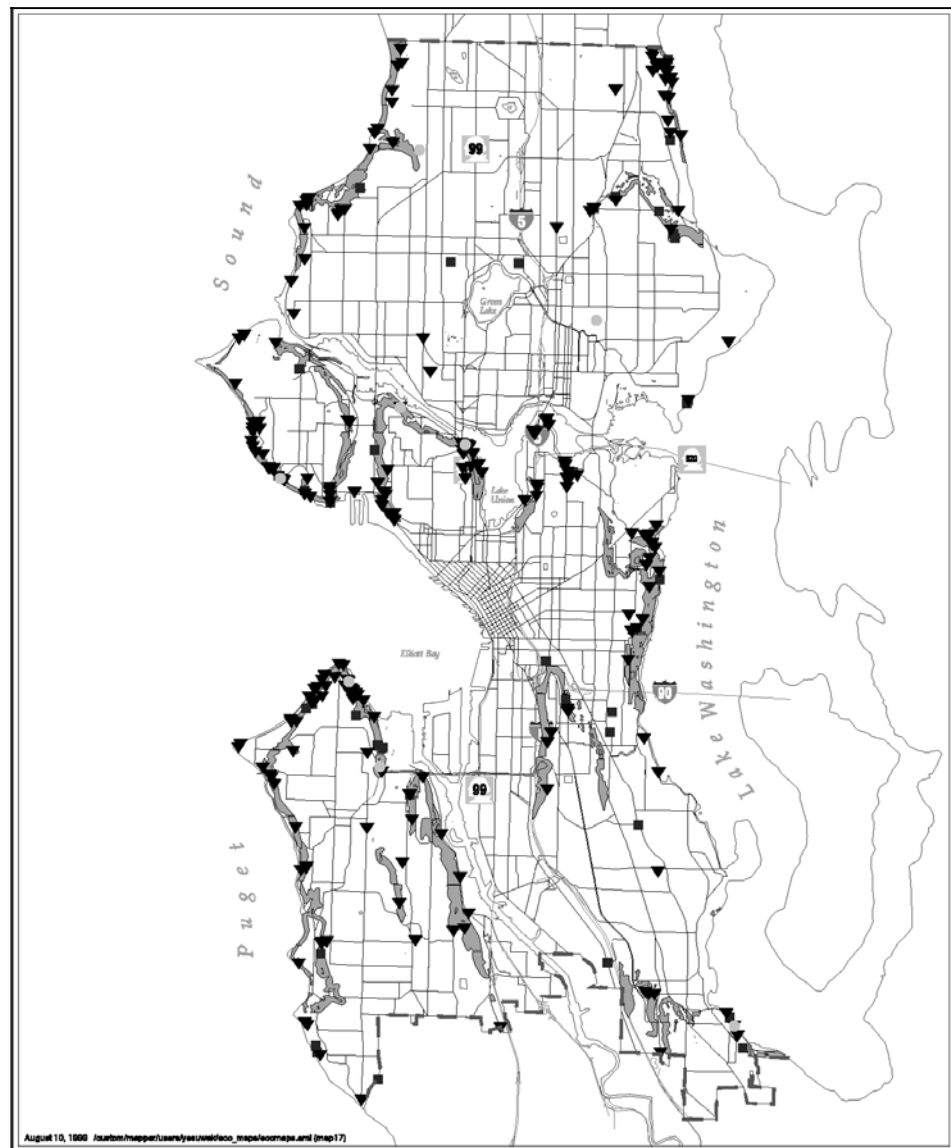 99
Sound
5
Green
Lake
Lake
Union
Lake Washington
Elliott Bay
90
99
Puget
August 10, 1999 /custom/mapper/users/yasuwski/eco_maps/ecomaps.aml (map17)